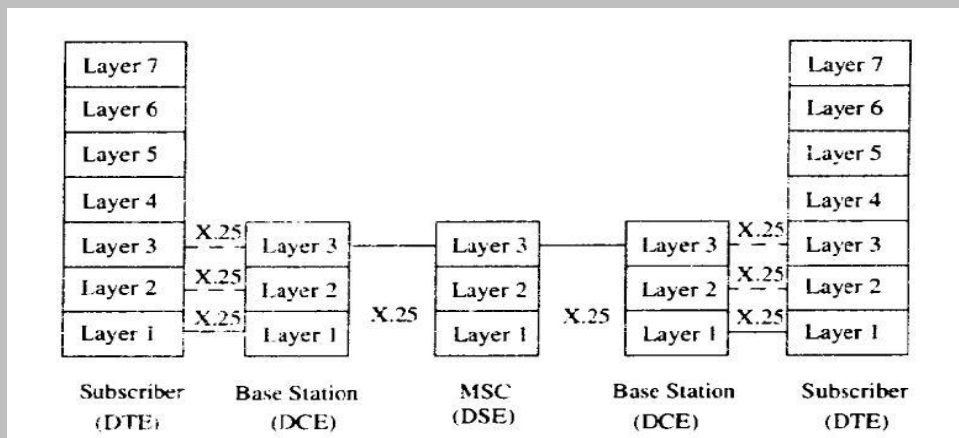 Layer 7 Layer 7
Layer 6 Layer 6
Layer 5 Layer 5
Layer 4 Layer 4
Layer 3 X.25 Layer 3 Layer 3 Layer 3 X.25 Layer 3
Layer 2 X.25 Layer 2 Layer 2 Layer 2 X.25 Layer 2
Layer 1 X.25 Layer 1 X.25 Layer 1 X.25 Layer 1 X.25 Layer 1
Subscriber Base Station MSC Base Station Subscriber
(DTE) (DCE) (DSE) (DCE) (DTE)